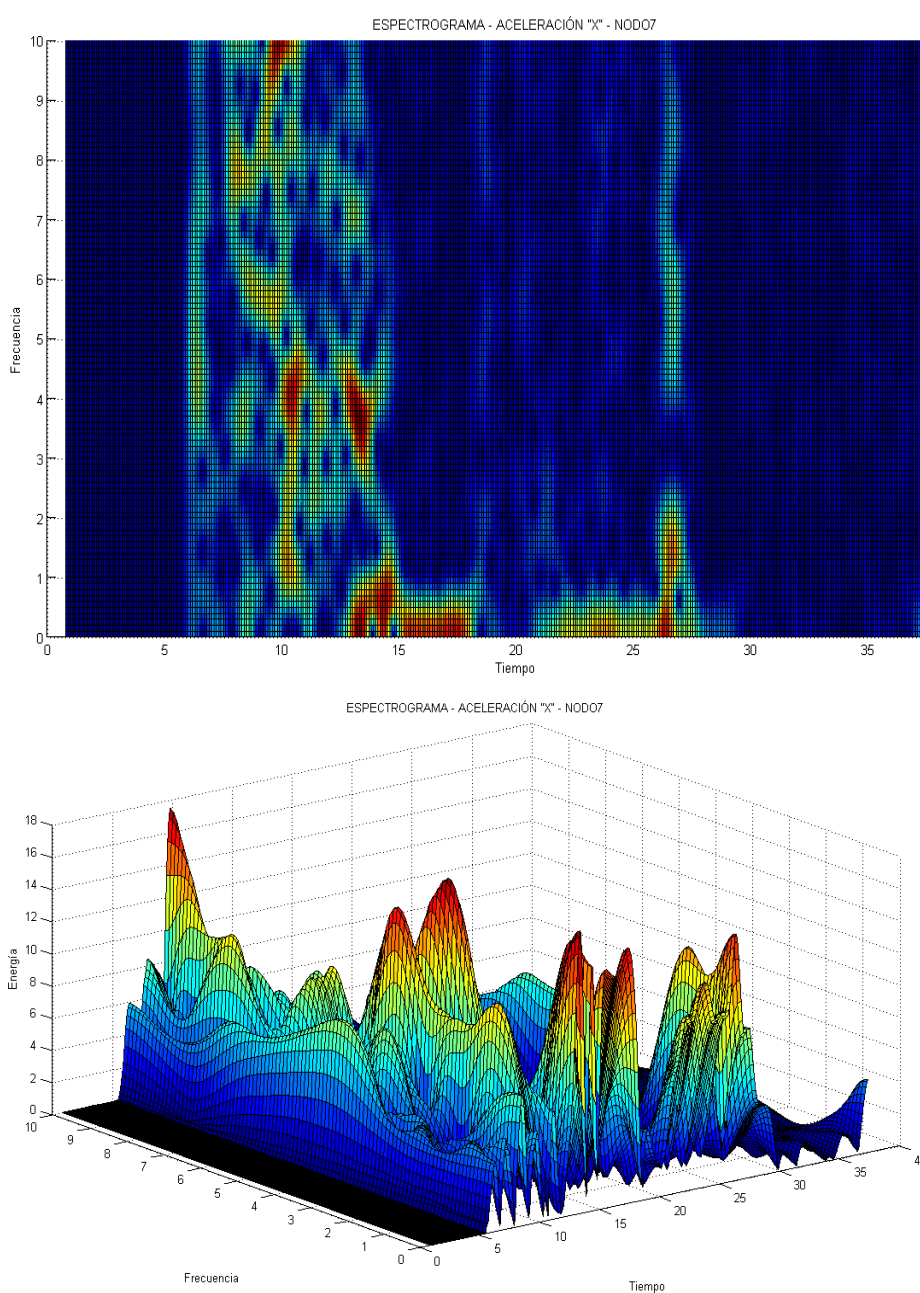 ESPECTROGRAMA - ACELERACIÓN "X" - NODO7
10
9
8
7
6
5
4
3
2
1
0
Frecuencia
0 5 10 15 20 25 30 35
Tiempo
ESPECTROGRAMA - ACELERACIÓN "X" - NODO7
18
16
14
12
10
8
6
4
2
0
Energía
10 9 8 7 6 5 4 3 2 1 0
Frecuencia
0 5 10 15 20 25 30 35 4
Tiempo